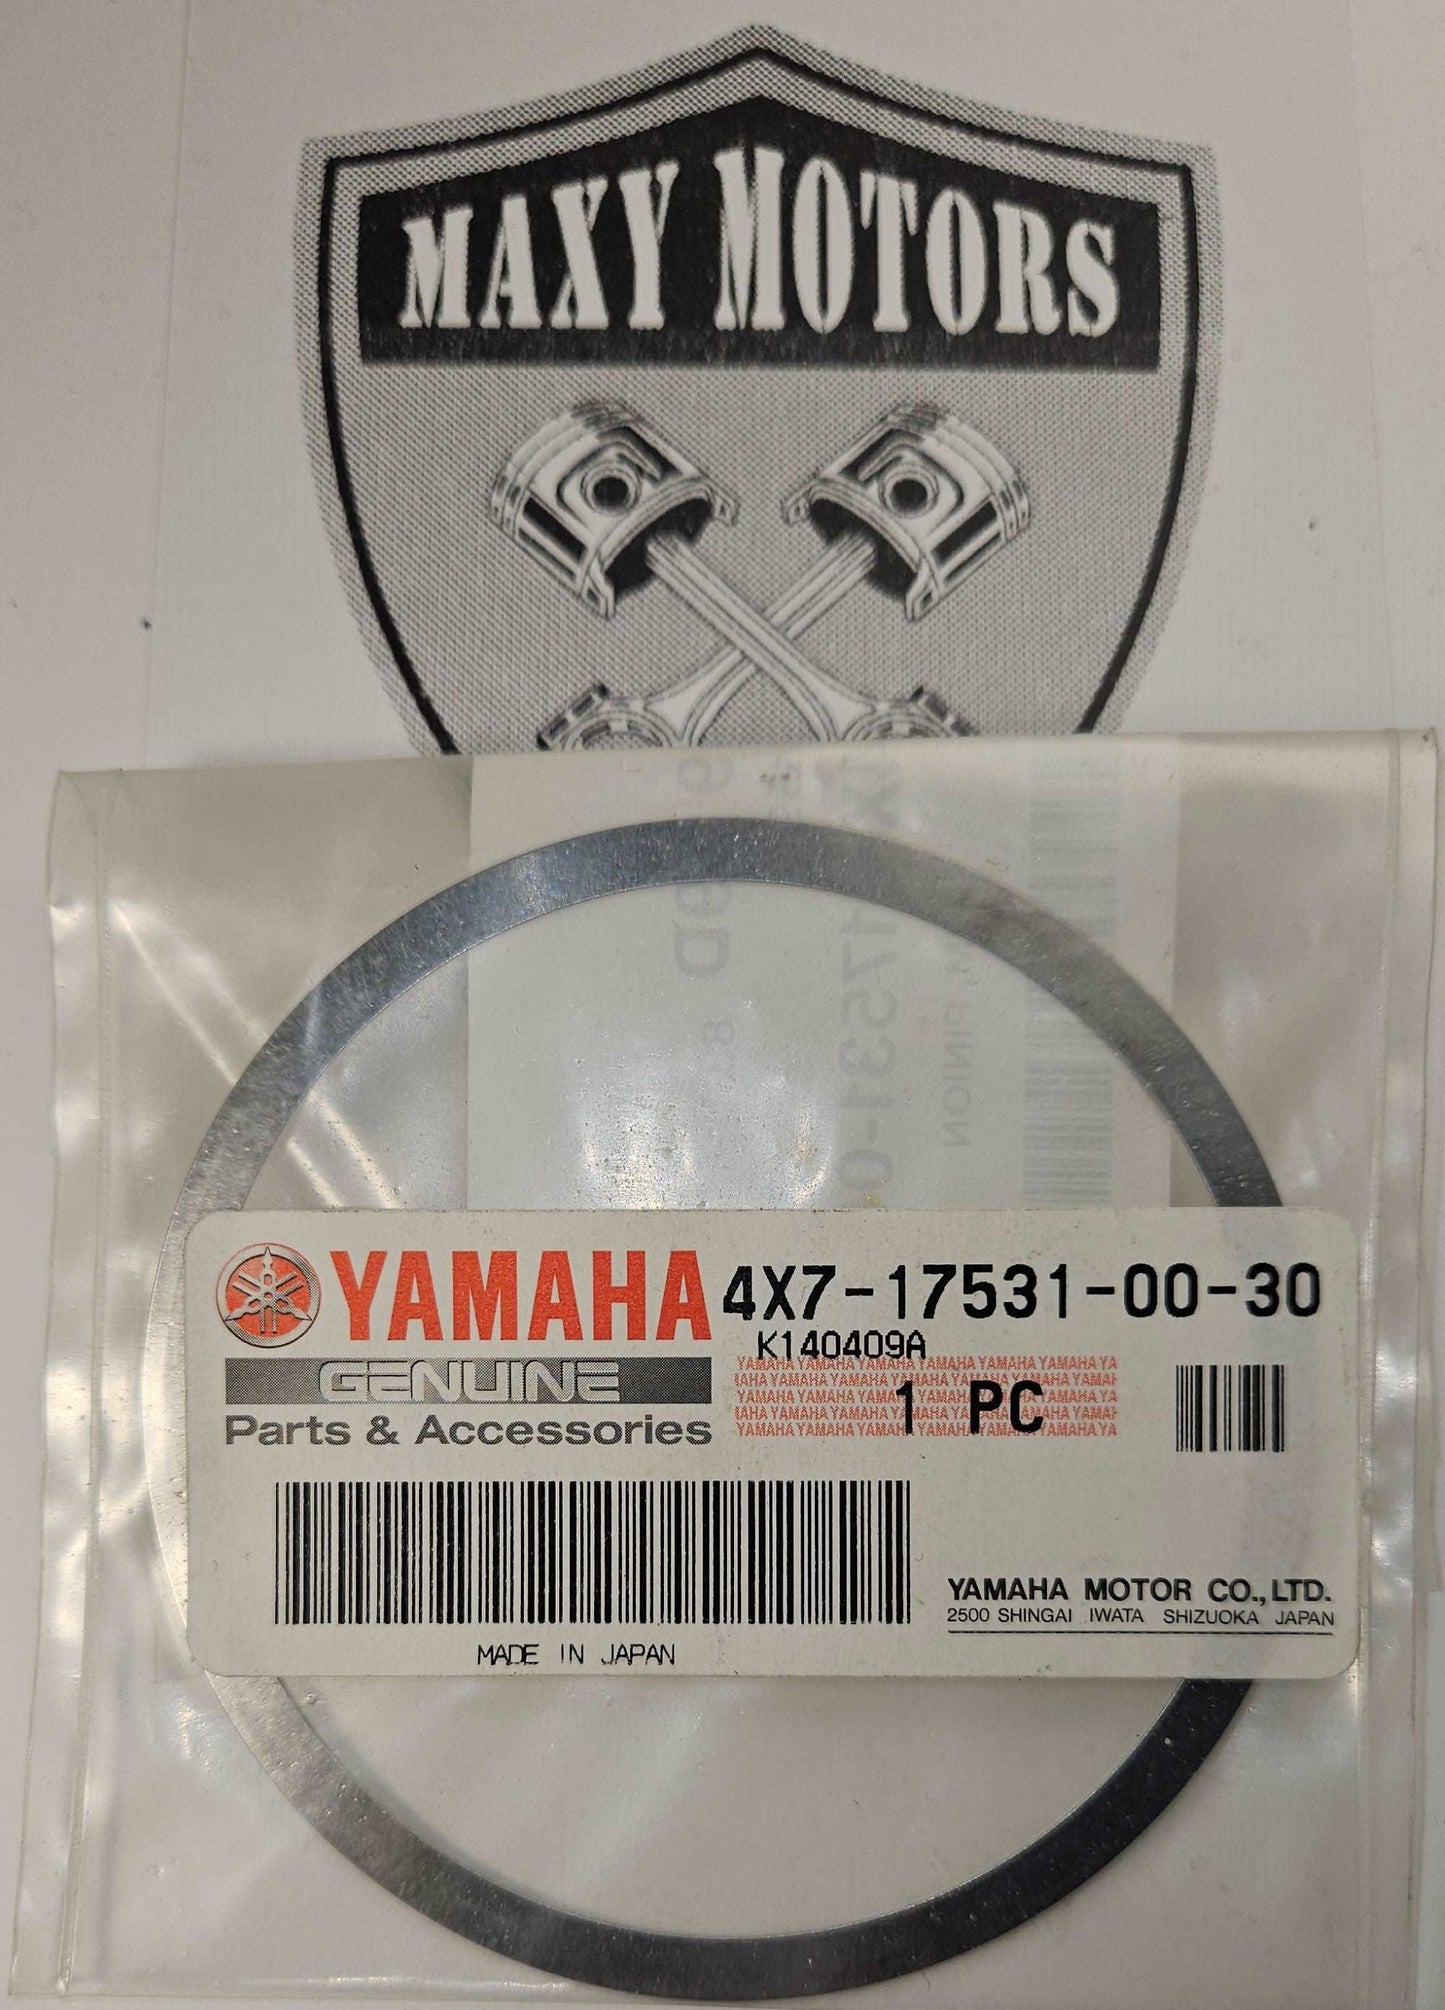 MAXY MOTORS
YAMAHA 4X7-17531-00-30
K140409A
GENUINE
1 PC
Parts & Accessories
YAMAHA MOTOR CO., LTD.
2500 SHINGAI IWATA SHIZUOKA JAPAN
MADE IN JAPAN